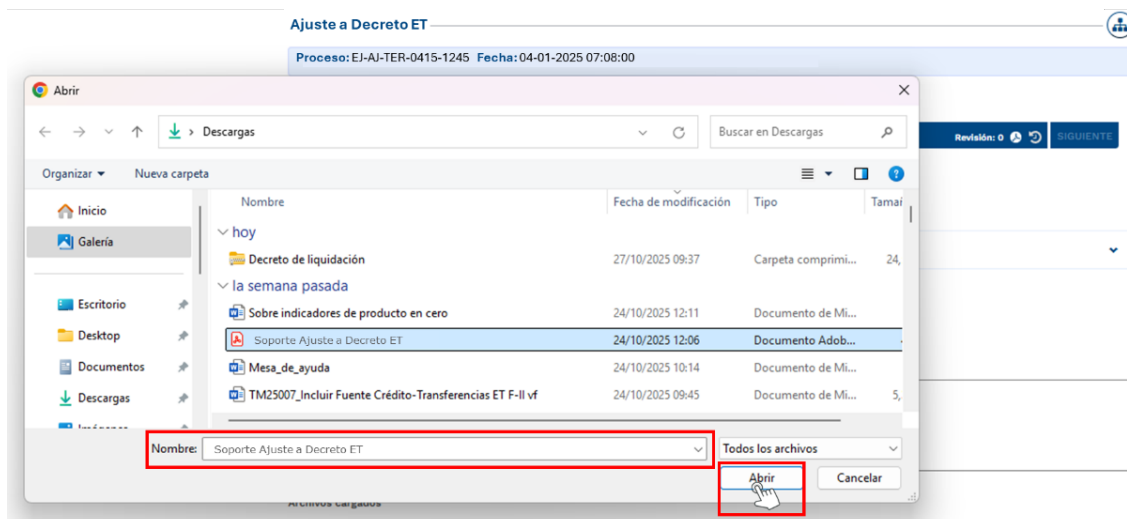 Ajuste a Decreto ET
Proceso: EJ-AJ-TER-0415-1245 Fecha: 04-01-2025 07:08:00
Abrir
Descargas
Buscar en Descargas
Revisión: 0
SIGUIENTE
Organizar
Nueva carpeta
Inicio
Galería
Escritorio
Desktop
Documentos
Descargas
Nombre Fecha de modificación Tipo
hoy
Decreto de liquidación 27/10/2025 09:37 Carpeta comprimi... 24,
la semana pasada
Sobre indicadores de producto en cero 24/10/2025 12:11 Documento de Mi...
Soporte Ajuste a Decreto ET 24/10/2025 12:06 Documento Adob...
Mesa_de_ayuda 24/10/2025 10:14 Documento de Mi...
TM25007_Incluir Fuente Crédito-Transferencias ET F-II vf 24/10/2025 09:45 Documento de Mi... 5,
Nombre: Soporte Ajuste a Decreto ET
Todos los archivos
Abrir
Cancelar
Archivos cargados